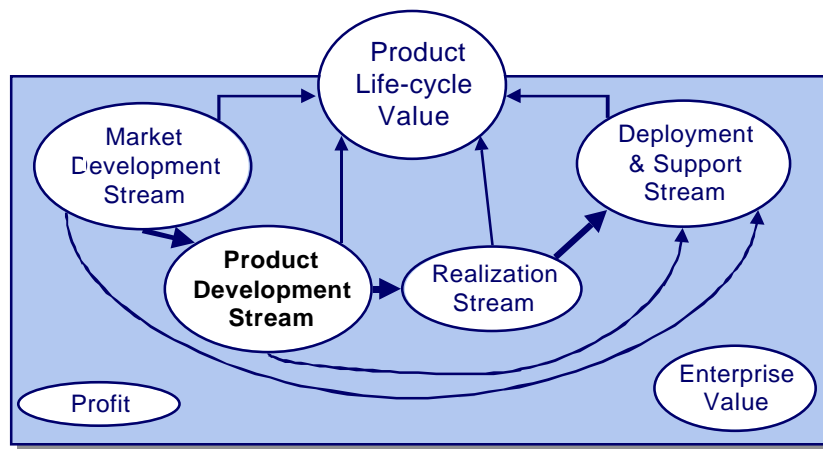 Product
Life-cycle
Value
Market
Development
Stream
Deployment
& Support
Stream
Product
Development
Stream
Realization
Stream
Profit
Enterprise
Value